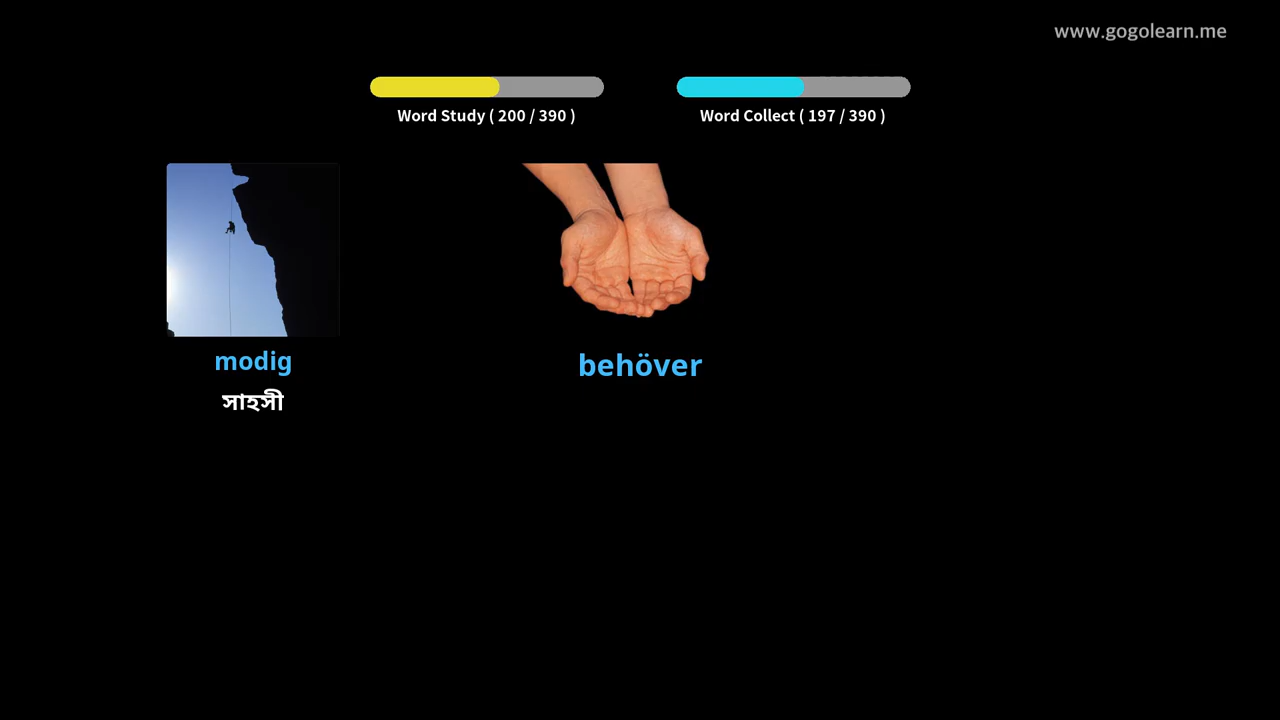 www.gogolearn.me
Word Study ( 200 / 390 )
Word Collect ( 197 / 390 )
modig
সাহসী
behöver